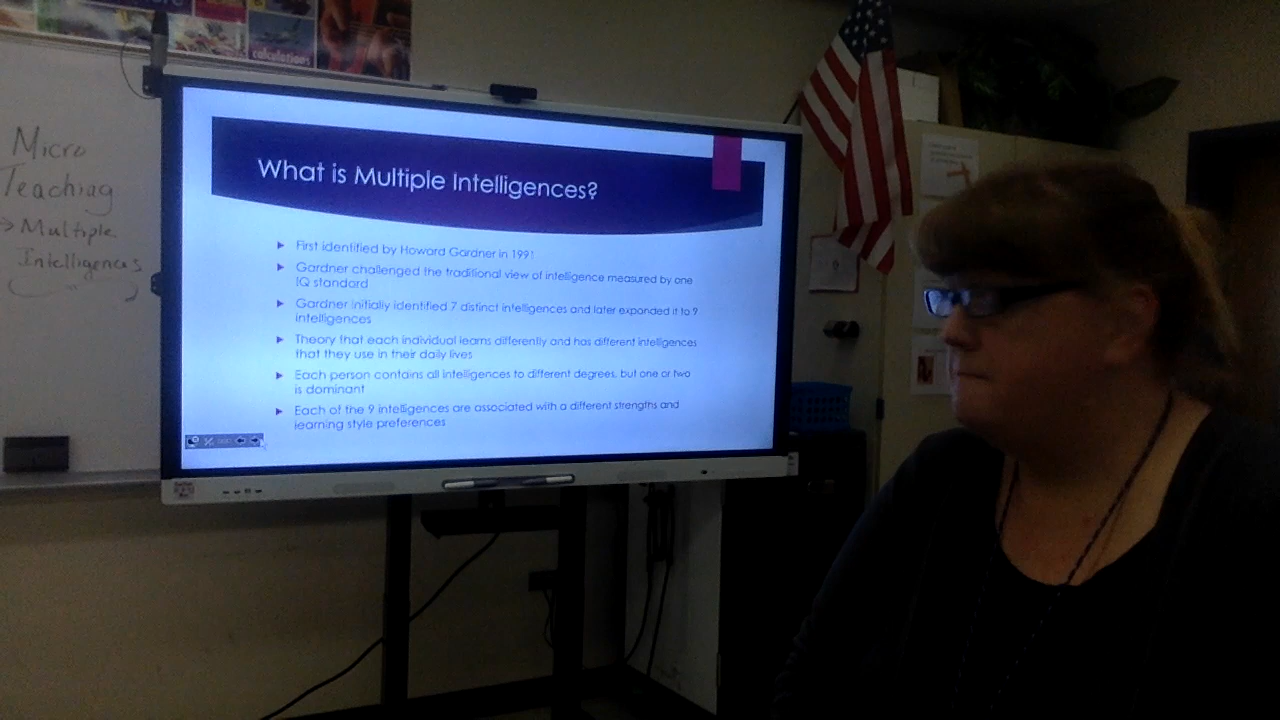 calculations
Micro
Teaching
→ Multiple
Intelligences
What is Multiple Intelligences?
▶ First identified by Howard Gardner in 1991
▶ Gardner challenged the traditional view of intelligence measured by one
IQ standard
▶ Gardner initially identified 7 distinct intelligences and later expanded it to 9
intelligences
▶ Theory that each individual learns differently and has different intelligences
that they use in their daily lives
▶ Each person contains all intelligences to different degrees, but one or two
is dominant
▶ Each of the 9 intelligences are associated with a different strengths and
learning style preferences